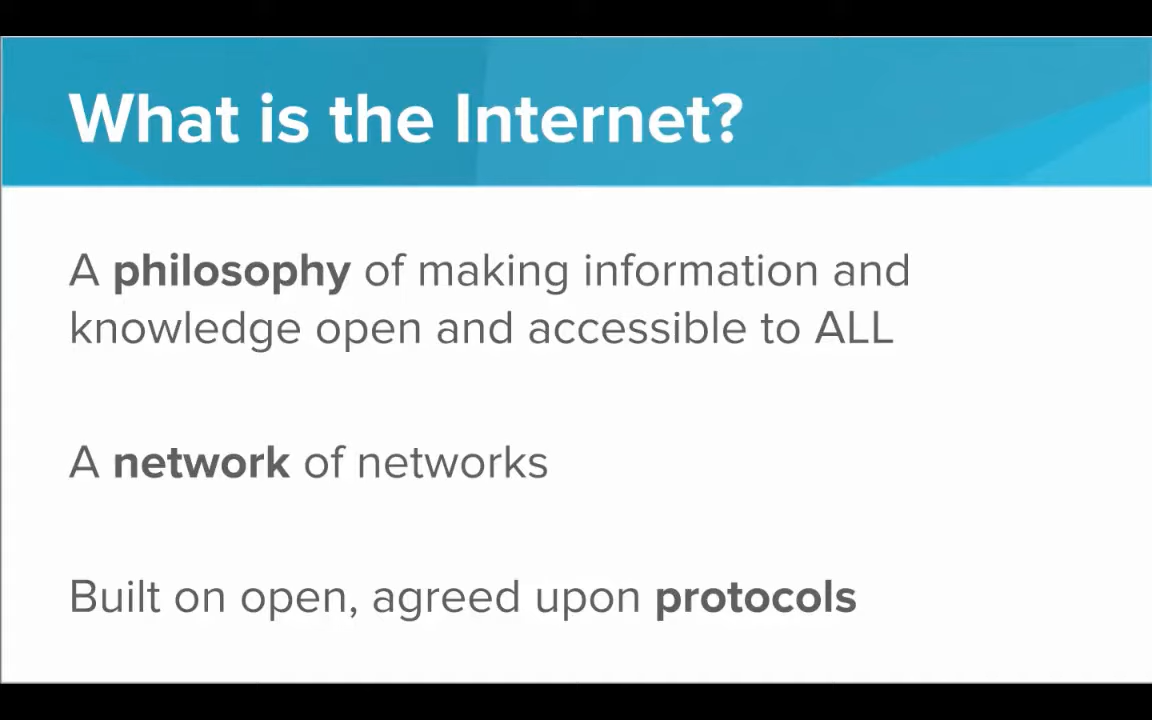 What is the Internet?
A philosophy of making information and
knowledge open and accessible to ALL
A network of networks
Built on open, agreed upon protocols